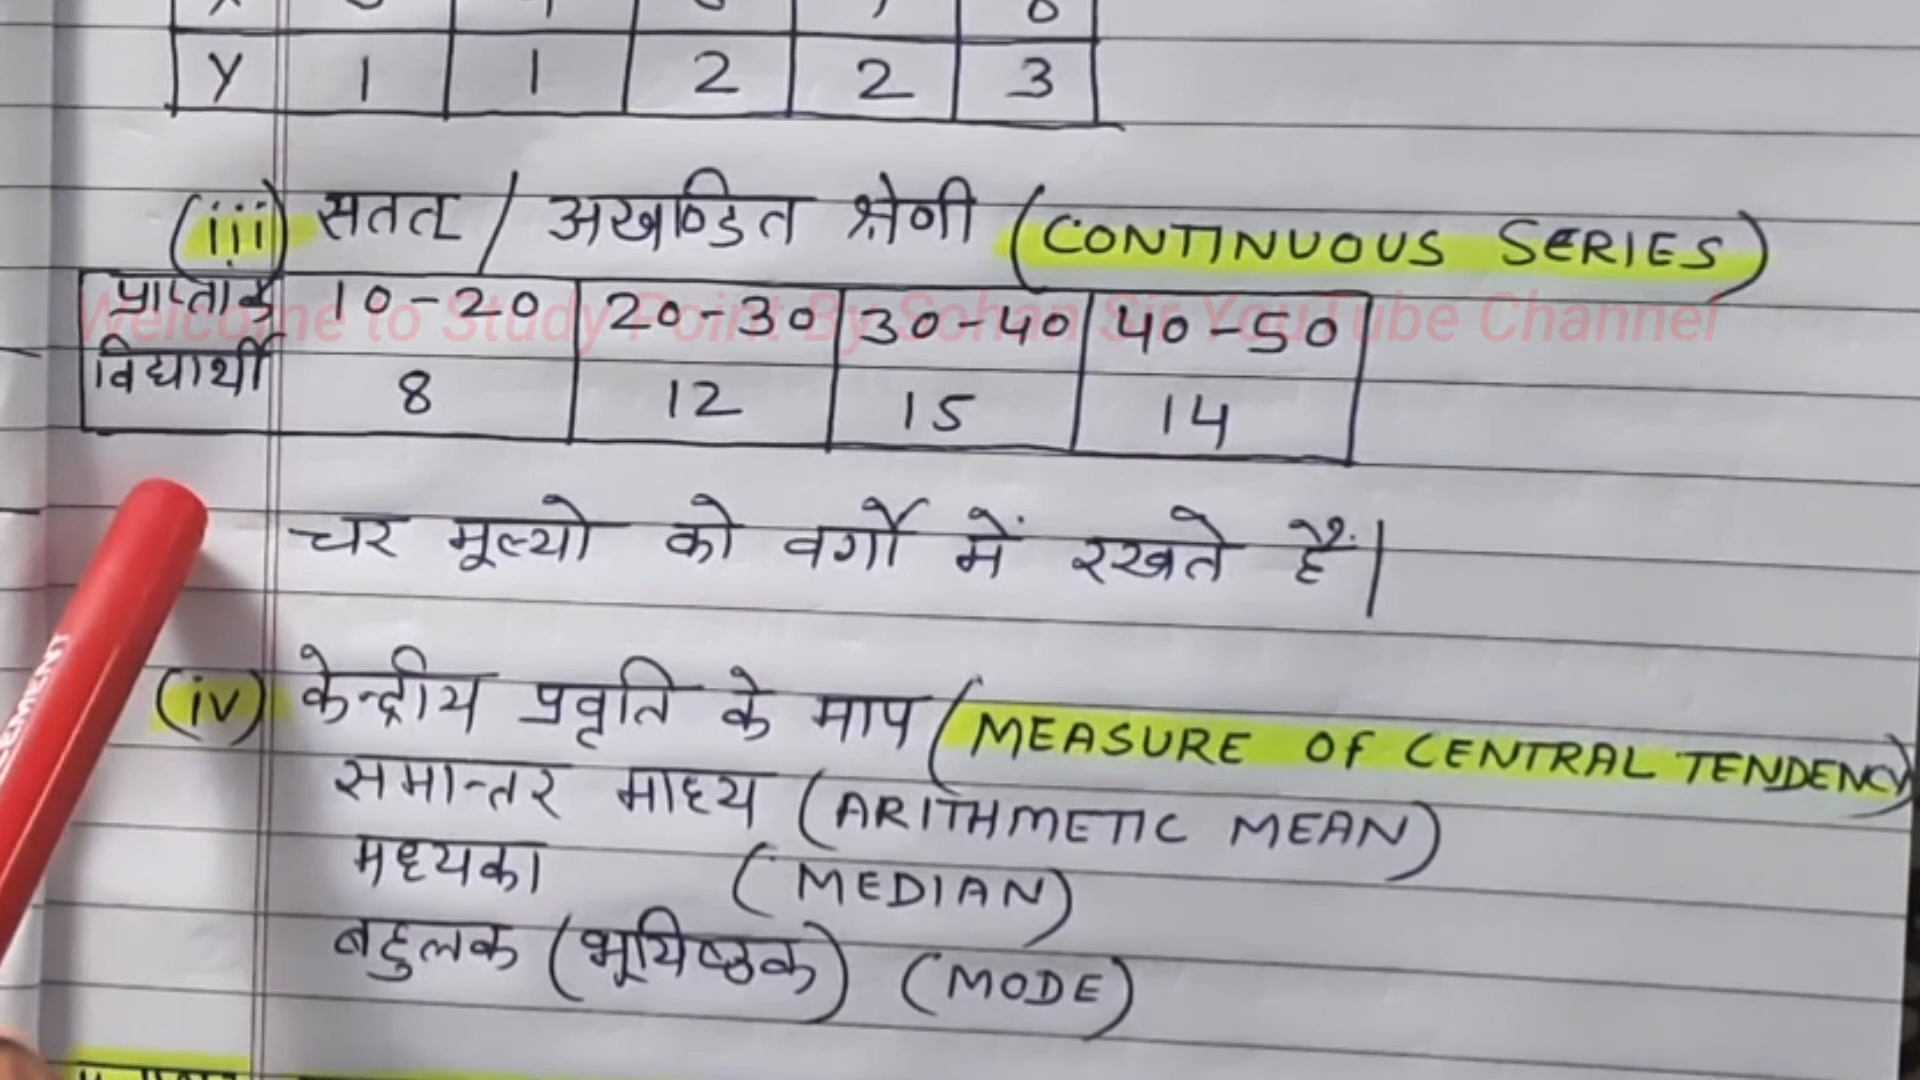 Y 1 1 2 2 3
(iii) सतत / अखण्डित श्रेणी (CONTINUOUS SERIES)
प्राप्तांक 10-20 20-30 30-40 40-50
Welcome to Study Point By Sohan Sir YouTube Channel
विद्यार्थी 8 12 15 14
चर मूल्यो को वर्गों में रखते हैं।
(iv) केन्द्रीय प्रवृति के माप (MEASURE OF CENTRAL TENDENCY)
समान्तर माध्य (ARITHMETIC MEAN)
मध्यका (MEDIAN)
बहुलक (भूयिष्ठक) (MODE)